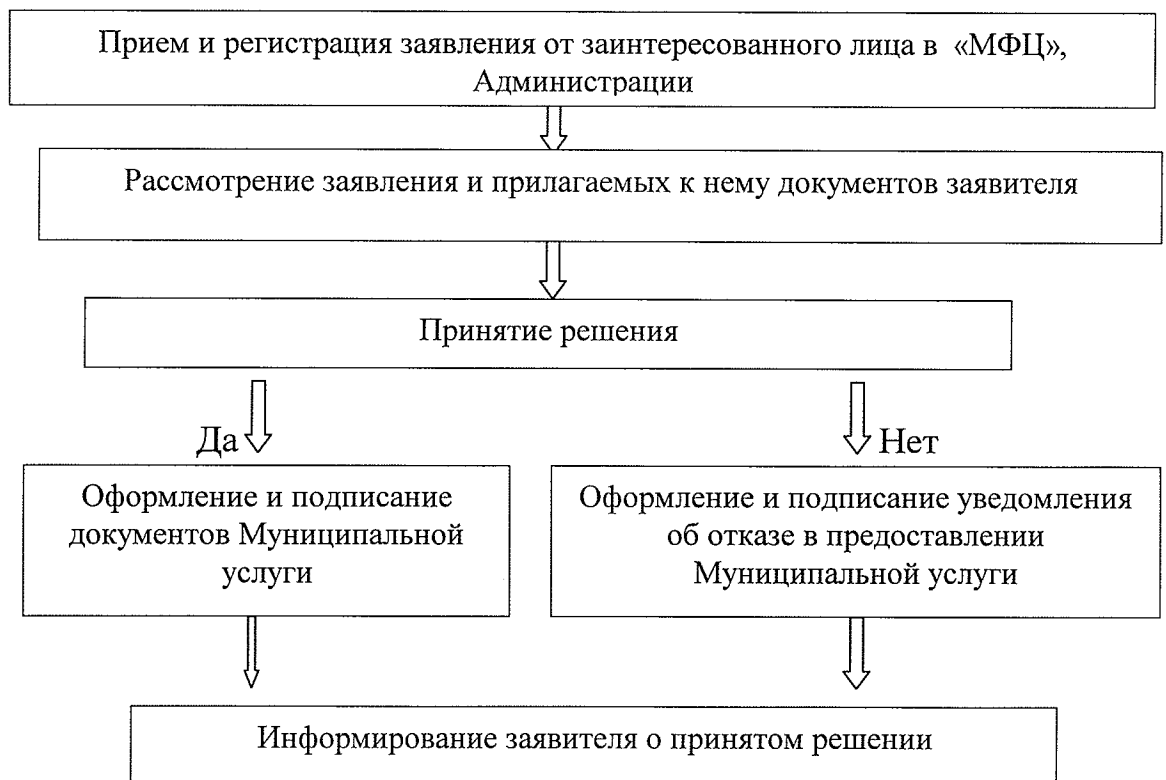 Прием и регистрация заявления от заинтересованного лица в «МФЦ»,
Администрации
Рассмотрение заявления и прилагаемых к нему документов заявителя
Принятие решения
Да
Нет
Оформление и подписание
документов Муниципальной
услуги
Оформление и подписание уведомления
об отказе в предоставлении
Муниципальной услуги
Информирование заявителя о принятом решении